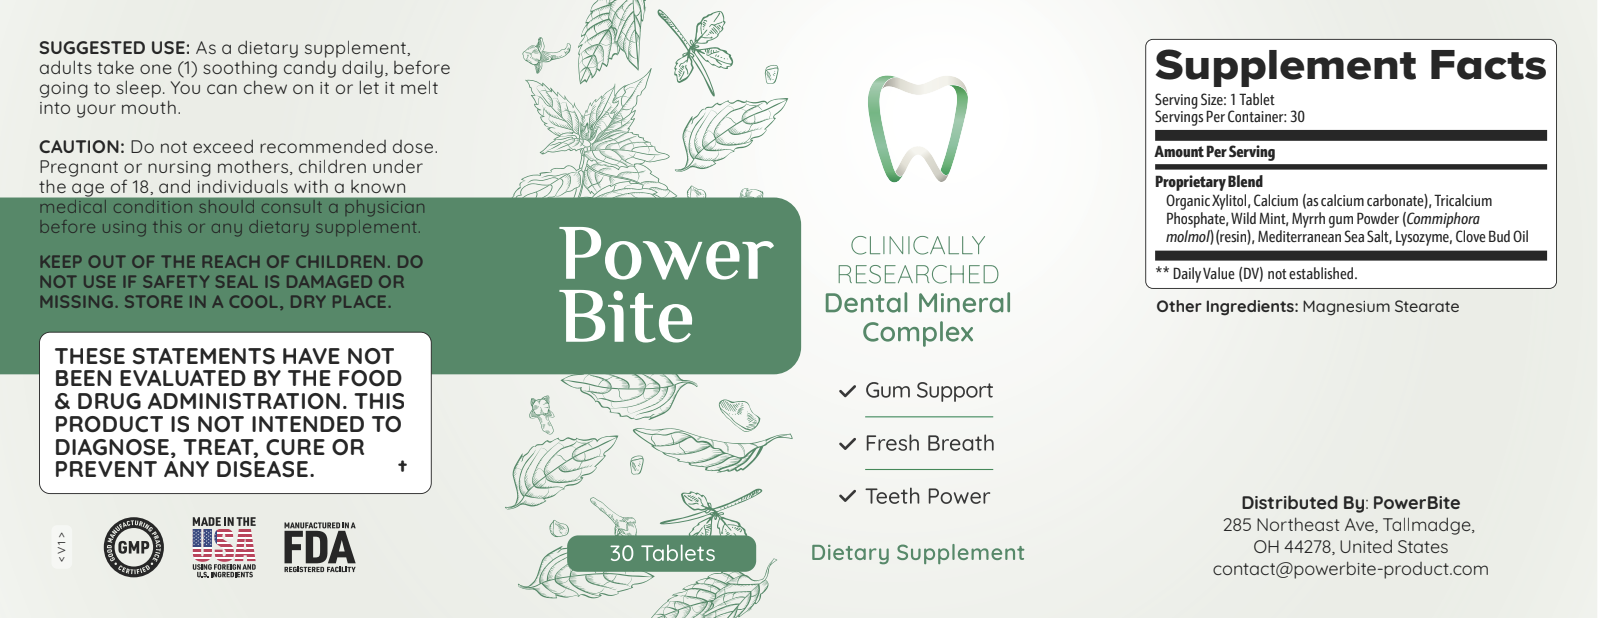 SUGGESTED USE: As a dietary supplement,
adults take one (1) soothing candy daily, before
going to sleep. You can chew on it or let it melt
into your mouth.
CAUTION: Do not exceed recommended dose.
Pregnant or nursing mothers, children under
the age of 18, and individuals with a known
medical condition should consult a physician
before using this or any dietary supplement.
KEEP OUT OF THE REACH OF CHILDREN. DO
NOT USE IF SAFETY SEAL IS DAMAGED OR
MISSING. STORE IN A COOL, DRY PLACE.
THESE STATEMENTS HAVE NOT
BEEN EVALUATED BY THE FOOD
& DRUG ADMINISTRATION. THIS
PRODUCT IS NOT INTENDED TO
DIAGNOSE, TREAT, CURE OR
PREVENT ANY DISEASE. †
<V1>
GOOD MANUFACTURING PRACTICE
GMP
• CERTIFIED •
MADE IN THE
USA
USING FOREIGN AND
U.S. INGREDIENTS
MANUFACTURED IN A
FDA
REGISTERED FACILITY
Power
Bite
30 Tablets
CLINICALLY
RESEARCHED
Dental Mineral
Complex
Gum Support
Fresh Breath
Teeth Power
Dietary Supplement
Supplement Facts
Serving Size: 1 Tablet
Servings Per Container: 30
Amount Per Serving
Proprietary Blend
Organic Xylitol, Calcium (as calcium carbonate), Tricalcium
Phosphate, Wild Mint, Myrrh gum Powder (Commiphora
molmol) (resin), Mediterranean Sea Salt, Lysozyme, Clove Bud Oil
** Daily Value (DV) not established.
Other Ingredients: Magnesium Stearate
Distributed By: PowerBite
285 Northeast Ave, Tallmadge,
OH 44278, United States
contact@powerbite-product.com